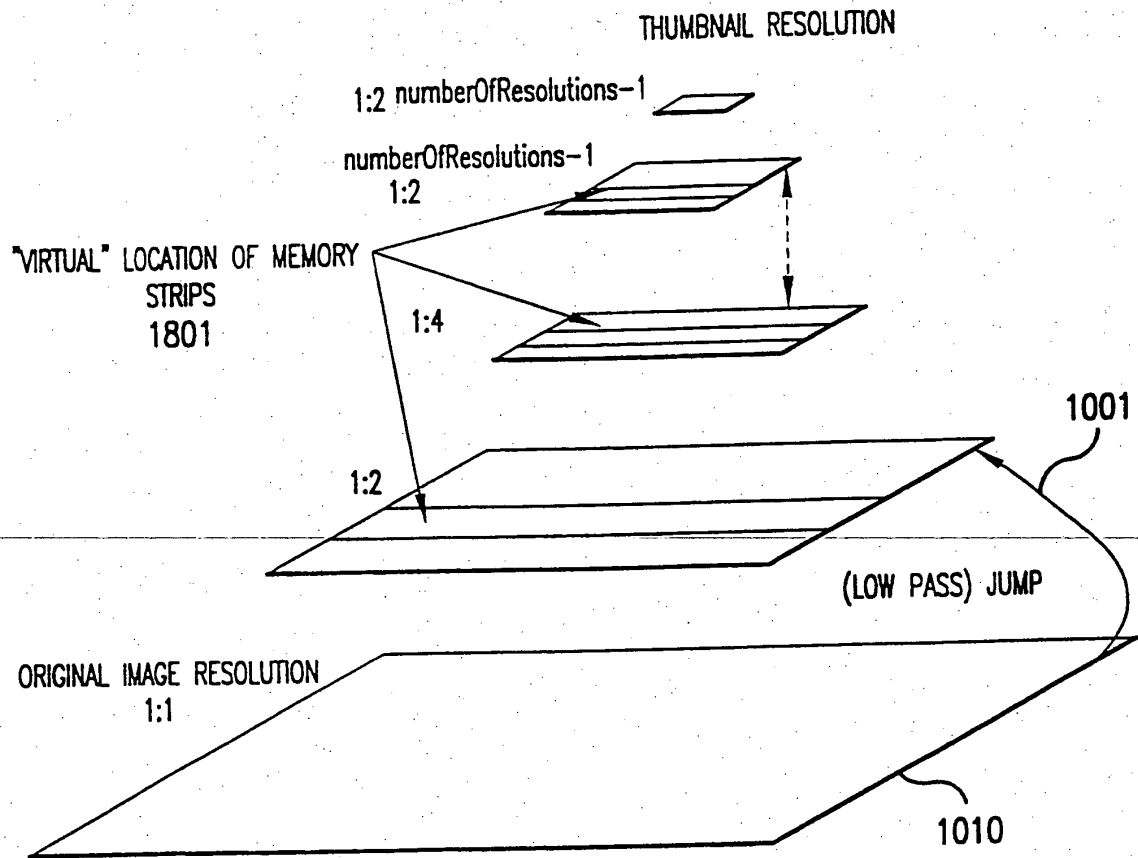 THUMBNAIL RESOLUTION
1:2 numberOfResolutions-1
numberOfResolutions-1
1:2
"VIRTUAL" LOCATION OF MEMORY
STRIPS
1801
1:4
1001
1:2
(LOW PASS) JUMP
ORIGINAL IMAGE RESOLUTION
1:1
1010